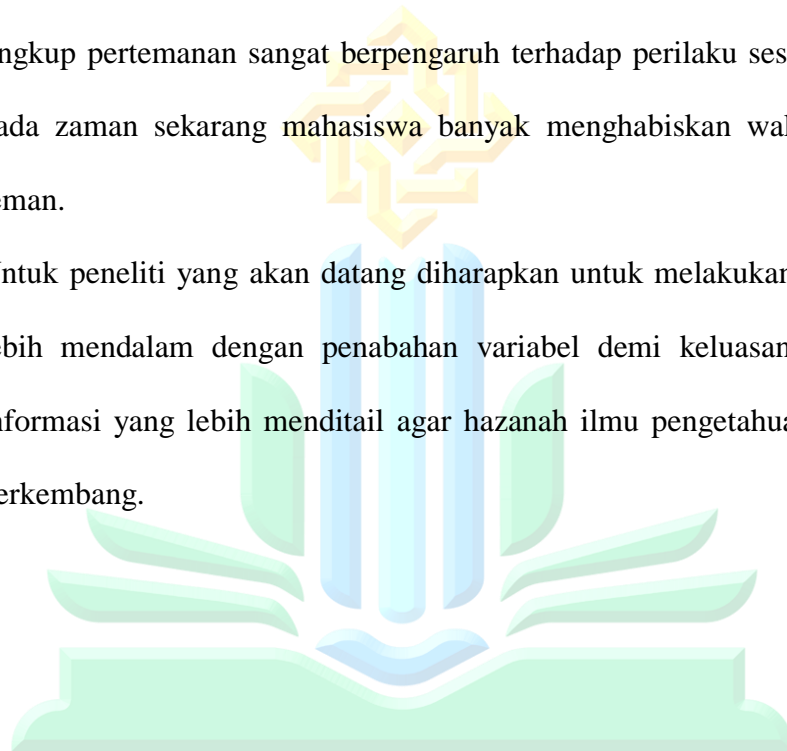 ngkup pertemanan sangat berpengaruh terhadap perilaku ses
ada zaman sekarang mahasiswa banyak menghabiskan wa
eman.
ntuk peneliti yang akan datang diharapkan untuk melakukan
ebih mendalam dengan penabahan variabel demi keluasan
nformasi yang lebih menditail agar hazanah ilmu pengetahua
erkembang.